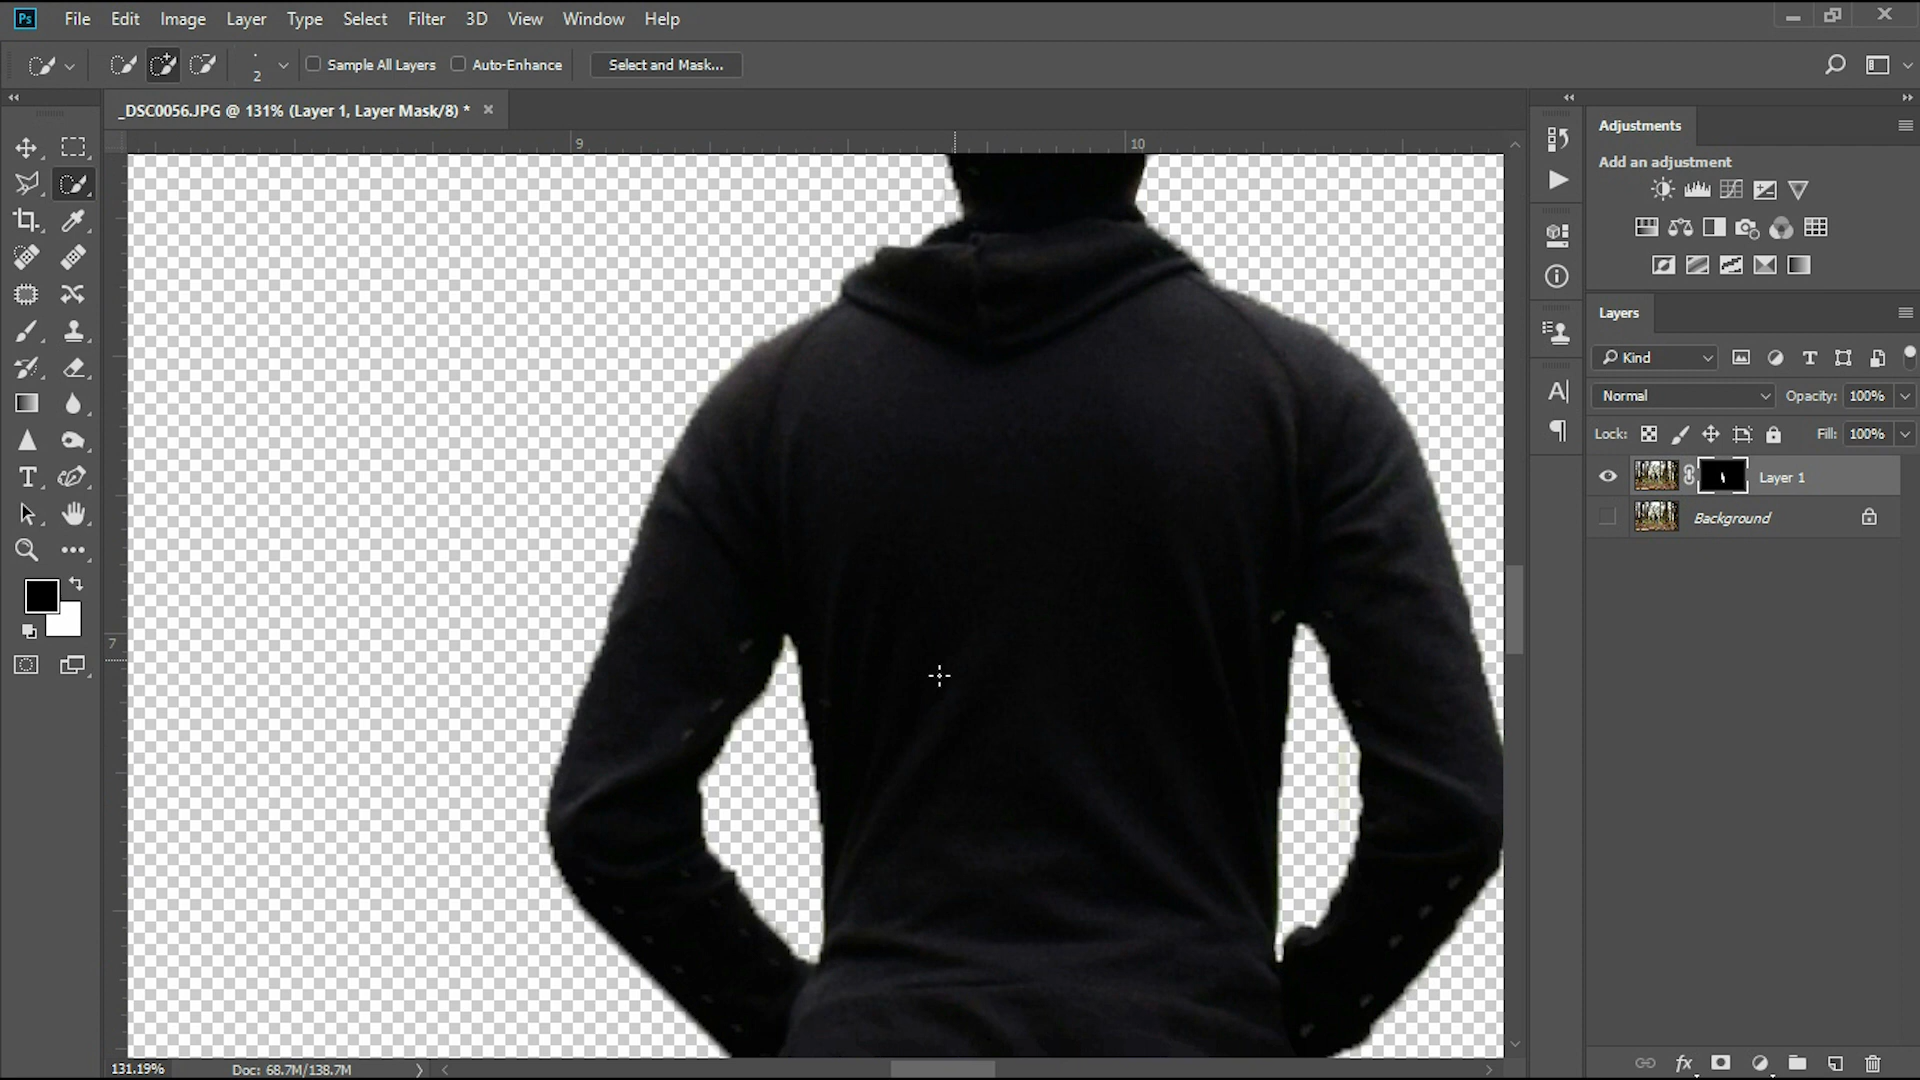 Ps File Edit Image Layer Type Select Filter 3D View Window Help
2 Sample All Layers Auto-Enhance Select and Mask...
_DSC0056.JPG @ 131% (Layer 1, Layer Mask/8) * ×
9 10
7
Adjustments
Add an adjustment
Layers
Kind
Normal Opacity: 100%
Lock: Fill: 100%
Layer 1
Background
131.19% Doc: 68.7M/138.7M